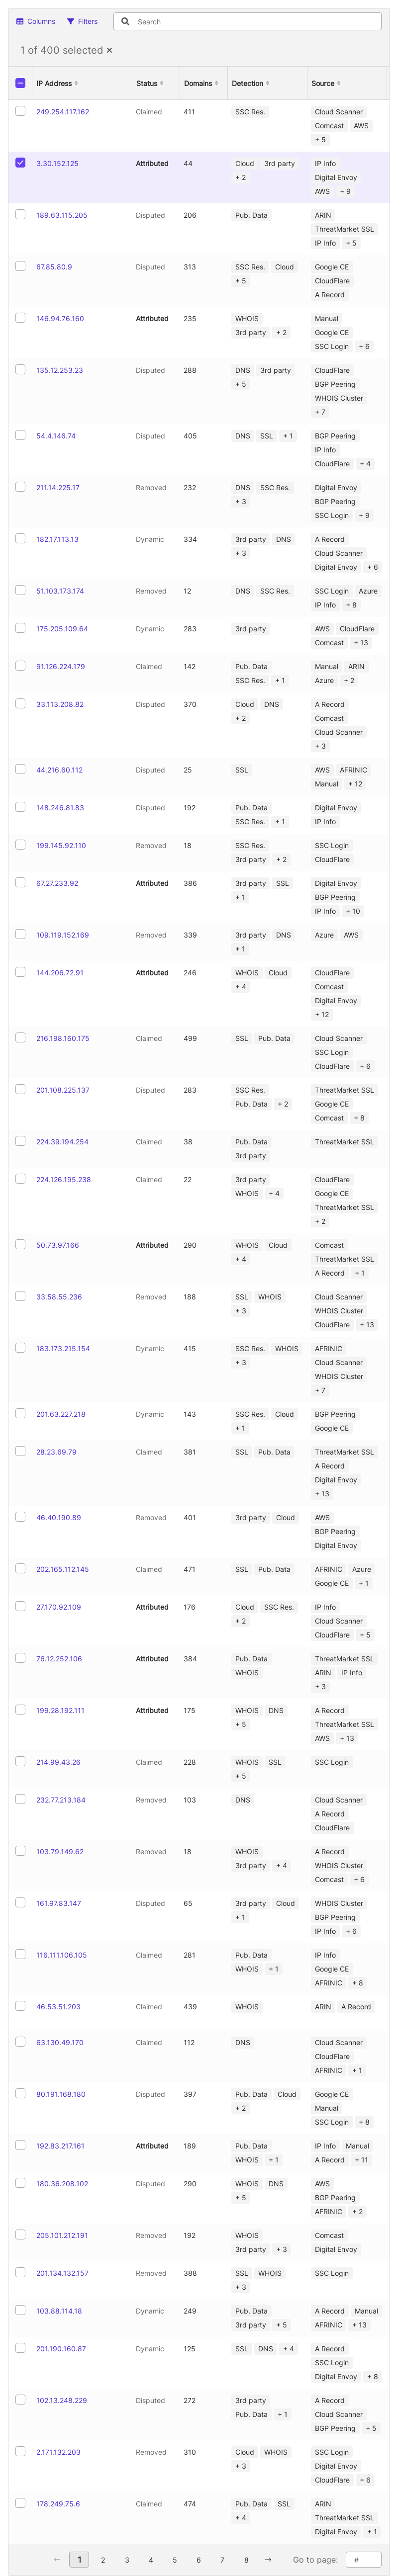 Columns Filters Search
1 of 400 selected ×
IP Address Status Domains Detection Source
249.254.117.162 Claimed 411 SSC Res. Cloud Scanner
Comcast AWS
+ 5
3.30.152.125 Attributed 44 Cloud 3rd party IP Info
+ 2 Digital Envoy
AWS + 9
189.63.115.205 Disputed 206 Pub. Data ARIN
ThreatMarket SSL
IP Info + 5
67.85.80.9 Disputed 313 SSC Res. Cloud Google CE
+ 5 CloudFlare
A Record
146.94.76.160 Attributed 235 WHOIS Manual
3rd party + 2 Google CE
SSC Login + 6
135.12.253.23 Disputed 288 DNS 3rd party CloudFlare
+ 5 BGP Peering
WHOIS Cluster
+ 7
54.4.146.74 Disputed 405 DNS SSL + 1 BGP Peering
IP Info
CloudFlare + 4
211.14.225.17 Removed 232 DNS SSC Res. Digital Envoy
+ 3 BGP Peering
SSC Login + 9
182.17.113.13 Dynamic 334 3rd party DNS A Record
+ 3 Cloud Scanner
Digital Envoy + 6
51.103.173.174 Removed 12 DNS SSC Res. SSC Login Azure
IP Info + 8
175.205.109.64 Dynamic 283 3rd party AWS CloudFlare
Comcast + 13
91.126.224.179 Claimed 142 Pub. Data Manual ARIN
SSC Res. + 1 Azure + 2
33.113.208.82 Disputed 370 Cloud DNS A Record
+ 2 Comcast
Cloud Scanner
+ 3
44.216.60.112 Disputed 25 SSL AWS AFRINIC
Manual + 12
148.246.81.83 Disputed 192 Pub. Data Digital Envoy
SSC Res. + 1 IP Info
199.145.92.110 Removed 18 SSC Res. SSC Login
3rd party + 2 CloudFlare
67.27.233.92 Attributed 386 3rd party SSL Digital Envoy
+ 1 BGP Peering
IP Info + 10
109.119.152.169 Removed 339 3rd party DNS Azure AWS
+ 1
144.206.72.91 Attributed 246 WHOIS Cloud CloudFlare
+ 4 Comcast
Digital Envoy
+ 12
216.198.160.175 Claimed 499 SSL Pub. Data Cloud Scanner
SSC Login
CloudFlare + 6
201.108.225.137 Disputed 283 SSC Res. ThreatMarket SSL
Pub. Data + 2 Google CE
Comcast + 8
224.39.194.254 Claimed 38 Pub. Data ThreatMarket SSL
3rd party
224.126.195.238 Claimed 22 3rd party CloudFlare
WHOIS + 4 Google CE
ThreatMarket SSL
+ 2
50.73.97.166 Attributed 290 WHOIS Cloud Comcast
+ 4 ThreatMarket SSL
A Record + 1
33.58.55.236 Removed 188 SSL WHOIS Cloud Scanner
+ 3 WHOIS Cluster
CloudFlare + 13
183.173.215.154 Dynamic 415 SSC Res. WHOIS AFRINIC
+ 3 Cloud Scanner
WHOIS Cluster
+ 7
201.63.227.218 Dynamic 143 SSC Res. Cloud BGP Peering
+ 1 Google CE
28.23.69.79 Claimed 381 SSL Pub. Data ThreatMarket SSL
A Record
Digital Envoy
+ 13
46.40.190.89 Removed 401 3rd party Cloud AWS
BGP Peering
Digital Envoy
202.165.112.145 Claimed 471 SSL Pub. Data AFRINIC Azure
Google CE + 1
27.170.92.109 Attributed 176 Cloud SSC Res. IP Info
+ 2 Cloud Scanner
CloudFlare + 5
76.12.252.106 Attributed 384 Pub. Data ThreatMarket SSL
WHOIS ARIN IP Info
+ 3
199.28.192.111 Attributed 175 WHOIS DNS A Record
+ 5 ThreatMarket SSL
AWS + 13
214.99.43.26 Claimed 228 WHOIS SSL SSC Login
+ 5
232.77.213.184 Removed 103 DNS Cloud Scanner
A Record
CloudFlare
103.79.149.62 Removed 18 WHOIS A Record
3rd party + 4 WHOIS Cluster
Comcast + 6
161.97.83.147 Disputed 65 3rd party Cloud WHOIS Cluster
+ 1 BGP Peering
IP Info + 6
116.111.106.105 Claimed 281 Pub. Data IP Info
WHOIS + 1 Google CE
AFRINIC + 8
46.53.51.203 Claimed 439 WHOIS ARIN A Record
63.130.49.170 Claimed 112 DNS Cloud Scanner
CloudFlare
AFRINIC + 1
80.191.168.180 Disputed 397 Pub. Data Cloud Google CE
+ 2 Manual
SSC Login + 8
192.83.217.161 Attributed 189 Pub. Data IP Info Manual
WHOIS + 1 A Record + 11
180.36.208.102 Disputed 290 WHOIS DNS AWS
+ 5 BGP Peering
AFRINIC + 2
205.101.212.191 Removed 192 WHOIS Comcast
3rd party + 3 Digital Envoy
201.134.132.157 Removed 388 SSL WHOIS SSC Login
+ 3
103.88.114.18 Dynamic 249 Pub. Data A Record Manual
3rd party + 5 AFRINIC + 13
201.190.160.87 Dynamic 125 SSL DNS + 4 A Record
SSC Login
Digital Envoy + 8
102.13.248.229 Disputed 272 3rd party A Record
Pub. Data + 1 Cloud Scanner
BGP Peering + 5
2.171.132.203 Removed 310 Cloud WHOIS SSC Login
+ 3 Digital Envoy
CloudFlare + 6
178.249.75.6 Claimed 474 Pub. Data SSL ARIN
+ 4 ThreatMarket SSL
Digital Envoy + 1
← 1 2 3 4 5 6 7 8 → Go to page: #